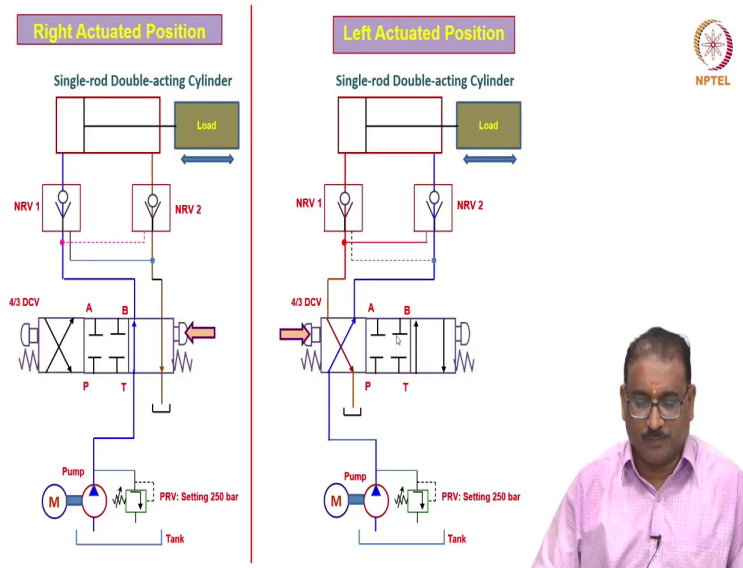 Right Actuated Position
Single-rod Double-acting Cylinder
Load
NRV 1
NRV 2
4/3 DCV
A
B
P
T
Pump
M
PRV: Setting 250 bar
Tank
Left Actuated Position
Single-rod Double-acting Cylinder
Load
NRV 1
NRV 2
4/3 DCV
A
B
P
T
Pump
M
PRV: Setting 250 bar
Tank
NPTEL